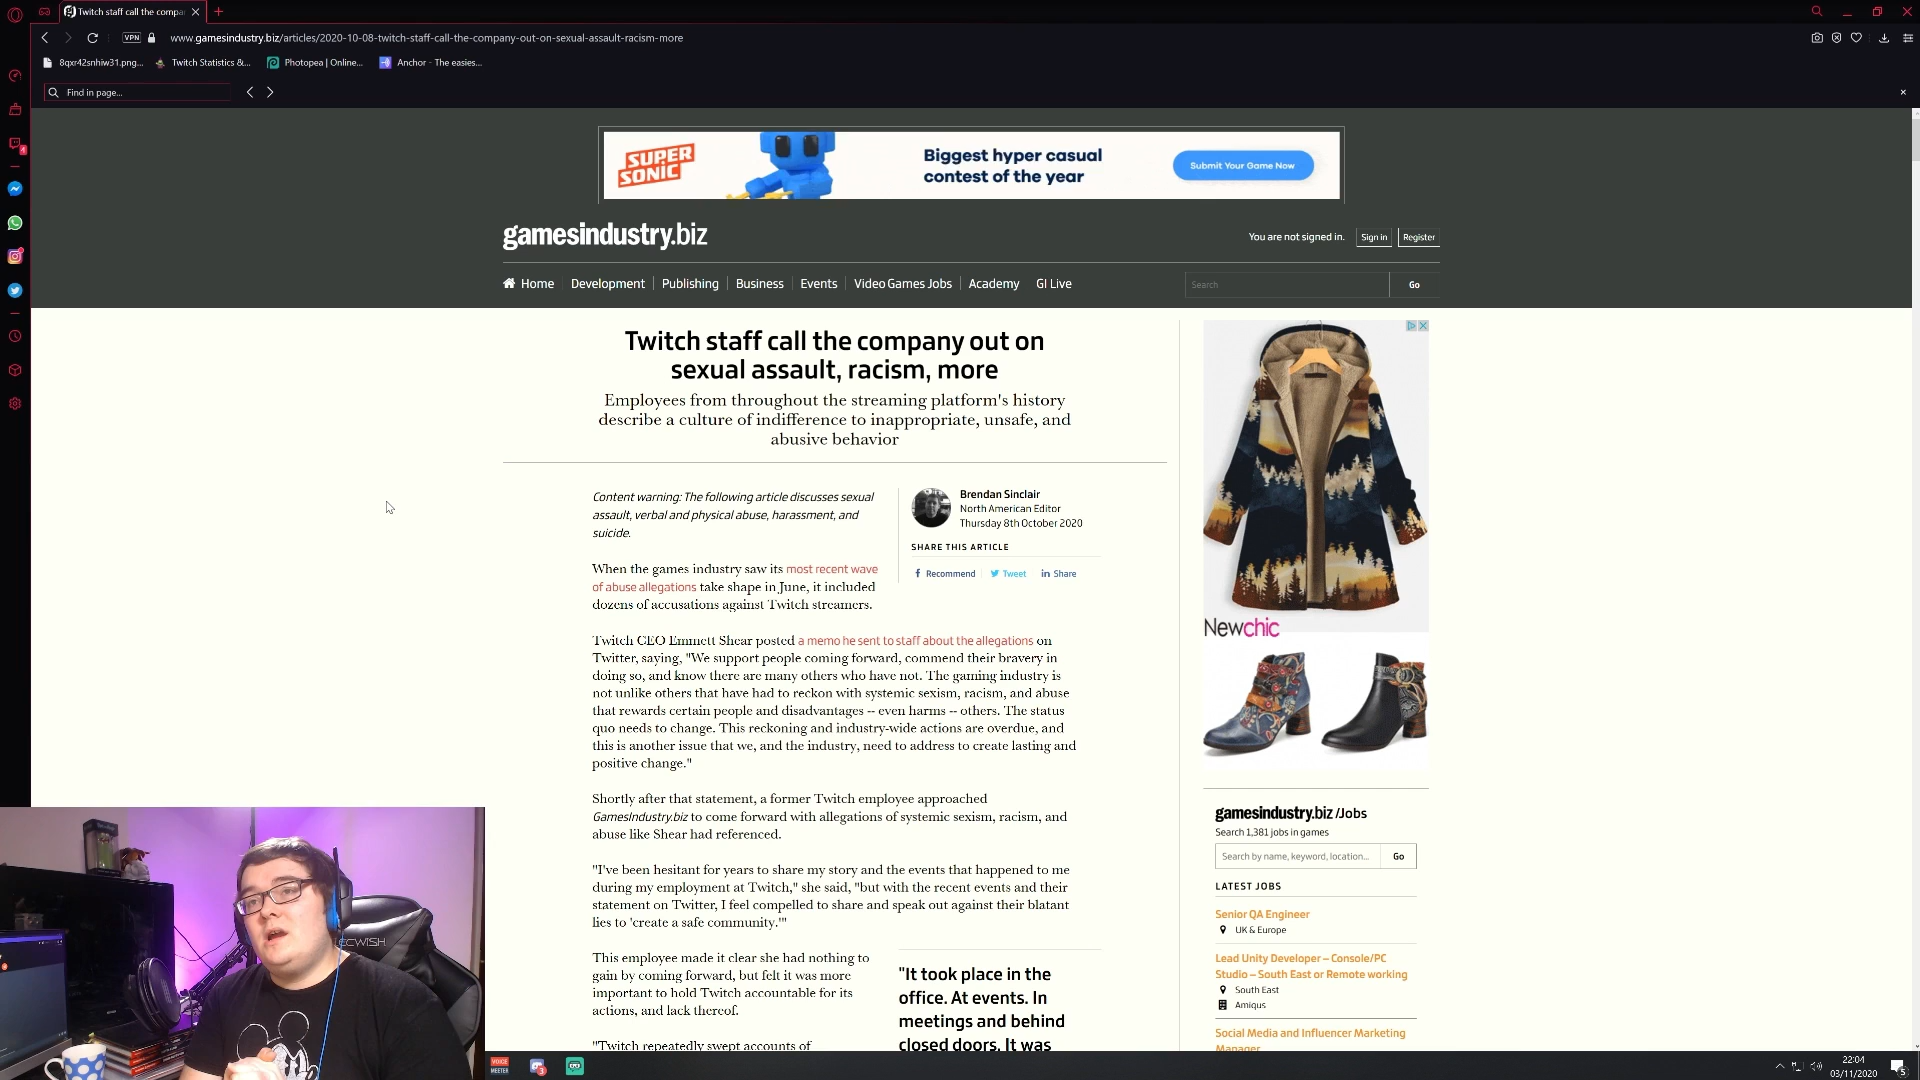 Twitch staff call the compa
VPN
www.gamesindustry.biz/articles/2020-10-08-twitch-staff-call-the-company-out-on-sexual-assault-racism-more
8qxr42snhiw31.png...
Twitch Statistics &...
Photopea | Online...
Anchor - The easies...
Find in page...
SUPER
SONIC
Biggest hyper casual
contest of the year
Submit Your Game Now
gamesindustry.biz
You are not signed in.
Sign in
Register
Home
Development
Publishing
Business
Events
Video Games Jobs
Academy
GI Live
Search
Go
Twitch staff call the company out on
sexual assault, racism, more
Employees from throughout the streaming platform's history
describe a culture of indifference to inappropriate, unsafe, and
abusive behavior
Content warning: The following article discusses sexual
assault, verbal and physical abuse, harassment, and
suicide.
Brendan Sinclair
North American Editor
Thursday 8th October 2020
SHARE THIS ARTICLE
Recommend
Tweet
Share
When the games industry saw its most recent wave
of abuse allegations take shape in June, it included
dozens of accusations against Twitch streamers.
Twitch CEO Emmett Shear posted a memo he sent to staff about the allegations on
Twitter, saying, "We support people coming forward, commend their bravery in
doing so, and know there are many others who have not. The gaming industry is
not unlike others that have had to reckon with systemic sexism, racism, and abuse
that rewards certain people and disadvantages -- even harms -- others. The status
quo needs to change. This reckoning and industry-wide actions are overdue, and
this is another issue that we, and the industry, need to address to create lasting and
positive change."
Shortly after that statement, a former Twitch employee approached
GamesIndustry.biz to come forward with allegations of systemic sexism, racism, and
abuse like Shear had referenced.
"I've been hesitant for years to share my story and the events that happened to me
during my employment at Twitch," she said, "but with the recent events and their
statement on Twitter, I feel compelled to share and speak out against their blatant
lies to 'create a safe community.'"
This employee made it clear she had nothing to
gain by coming forward, but felt it was more
important to hold Twitch accountable for its
actions, and lack thereof.
"Twitch repeatedly swept accounts of
"It took place in the
office. At events. In
meetings and behind
closed doors. It was
Newchic
gamesindustry.biz /Jobs
Search 1,381 jobs in games
Search by name, keyword, location...
Go
LATEST JOBS
Senior QA Engineer
UK & Europe
Lead Unity Developer – Console/PC
Studio – South East or Remote working
South East
Amiqus
Social Media and Influencer Marketing
Manager
ECWISH
VOICE
MEETER
22:04
03/11/2020